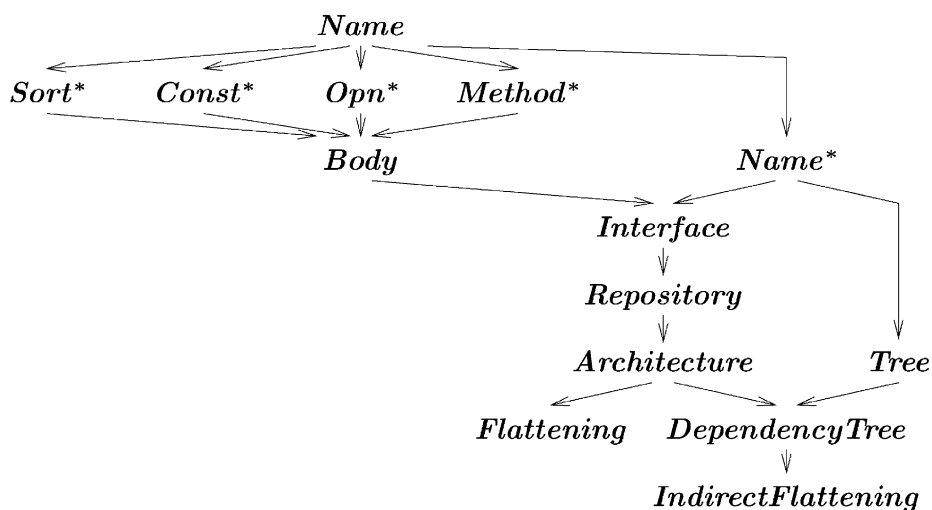 Name
Sort* Const* Opn* Method*
Body Name*
Interface
Repository
Architecture Tree
Flattening DependencyTree
IndirectFlattening